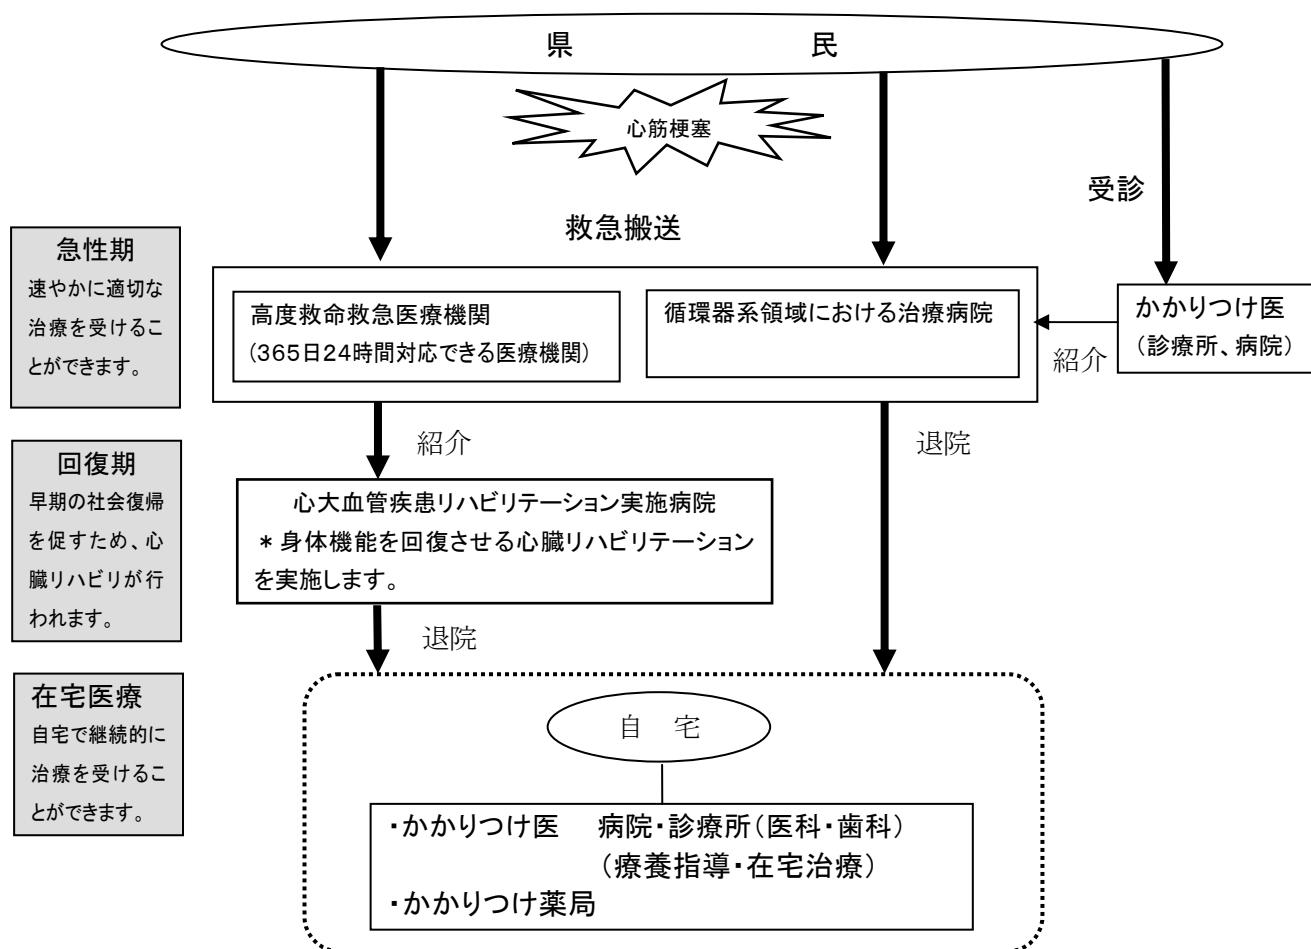 県　民
心筋梗塞
受診
救急搬送
急性期
速やかに適切な
治療を受けるこ
とができます。
高度救命救急医療機関
(365日24時間対応できる医療機関)
循環器系領域における治療病院
かかりつけ医
(診療所、病院)
紹介
紹介
退院
回復期
早期の社会復帰
を促すため、心
臓リハビリが行
われます。
心大血管疾患リハビリテーション実施病院
＊身体機能を回復させる心臓リハビリテーション
を実施します。
退院
在宅医療
自宅で継続的に
治療を受けるこ
とができます。
自　宅
・かかりつけ医　病院・診療所(医科・歯科)
(療養指導・在宅治療)
・かかりつけ薬局